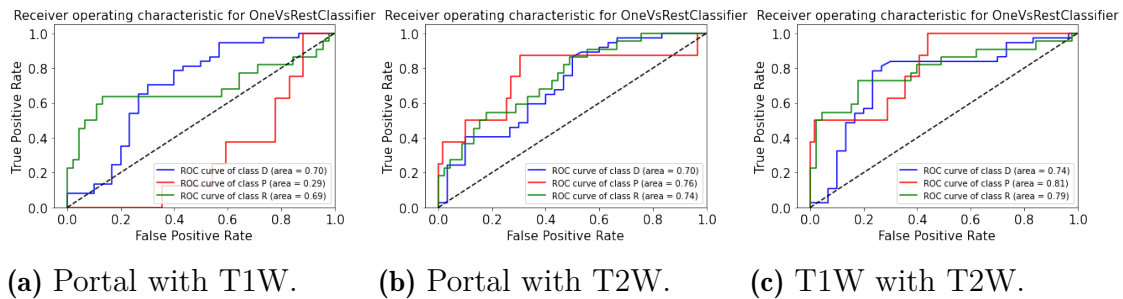 Receiver operating characteristic for OneVsRestClassifier
True Positive Rate
1.0
0.8
0.6
0.4
0.2
0.0
ROC curve of class D (area = 0.70)
ROC curve of class P (area = 0.29)
ROC curve of class R (area = 0.69)
0.0 0.2 0.4 0.6 0.8 1.0
False Positive Rate
(a) Portal with T1W.
Receiver operating characteristic for OneVsRestClassifier
True Positive Rate
1.0
0.8
0.6
0.4
0.2
0.0
ROC curve of class D (area = 0.70)
ROC curve of class P (area = 0.76)
ROC curve of class R (area = 0.74)
0.0 0.2 0.4 0.6 0.8 1.0
False Positive Rate
(b) Portal with T2W.
Receiver operating characteristic for OneVsRestClassifier
True Positive Rate
1.0
0.8
0.6
0.4
0.2
0.0
ROC curve of class D (area = 0.74)
ROC curve of class P (area = 0.81)
ROC curve of class R (area = 0.79)
0.0 0.2 0.4 0.6 0.8 1.0
False Positive Rate
(c) T1W with T2W.